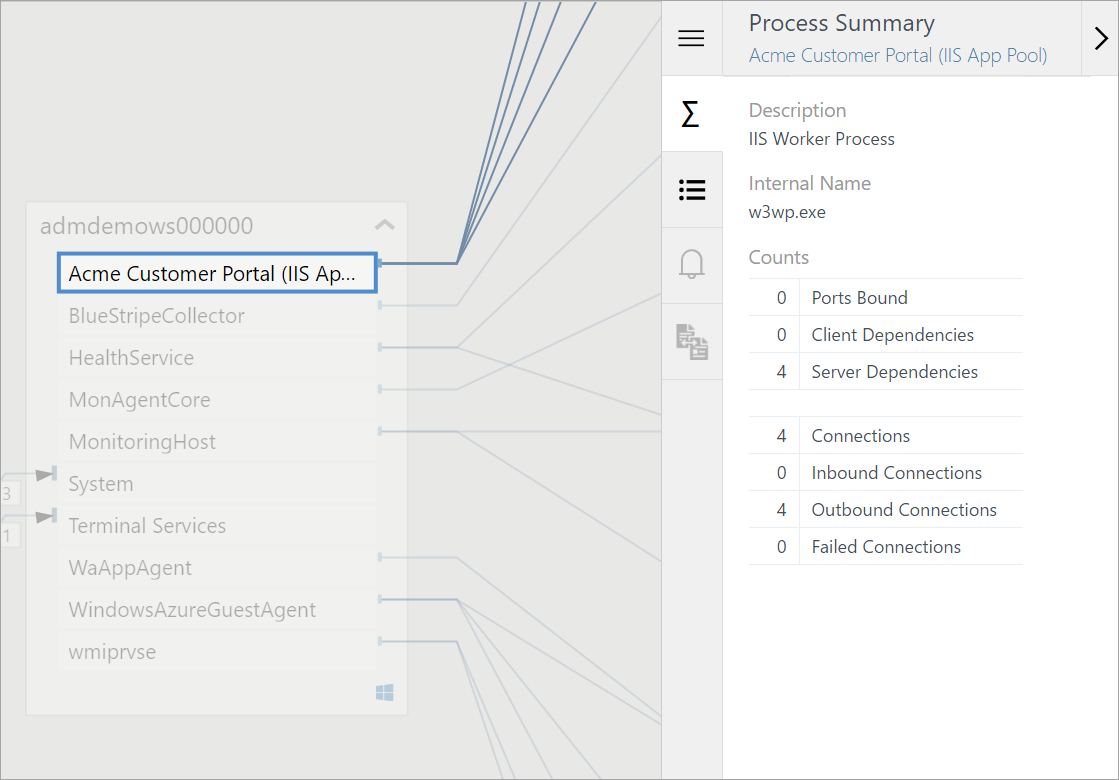 admdemows000000
Acme Customer Portal (IIS Ap...
BlueStripeCollector
HealthService
MonAgentCore
MonitoringHost
System
Terminal Services
WaAppAgent
WindowsAzureGuestAgent
wmiprvse
3
1
Process Summary
Acme Customer Portal (IIS App Pool)
Σ
Description
IIS Worker Process
Internal Name
w3wp.exe
Counts
0 Ports Bound
0 Client Dependencies
4 Server Dependencies
4 Connections
0 Inbound Connections
4 Outbound Connections
0 Failed Connections